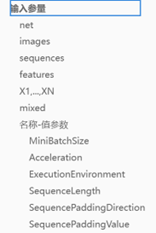 输入参量
net
images
sequences
features
X1,...,XN
mixed
名称-值参数
MiniBatchSize
Acceleration
ExecutionEnvironment
SequenceLength
SequencePaddingDirection
SequencePaddingValue